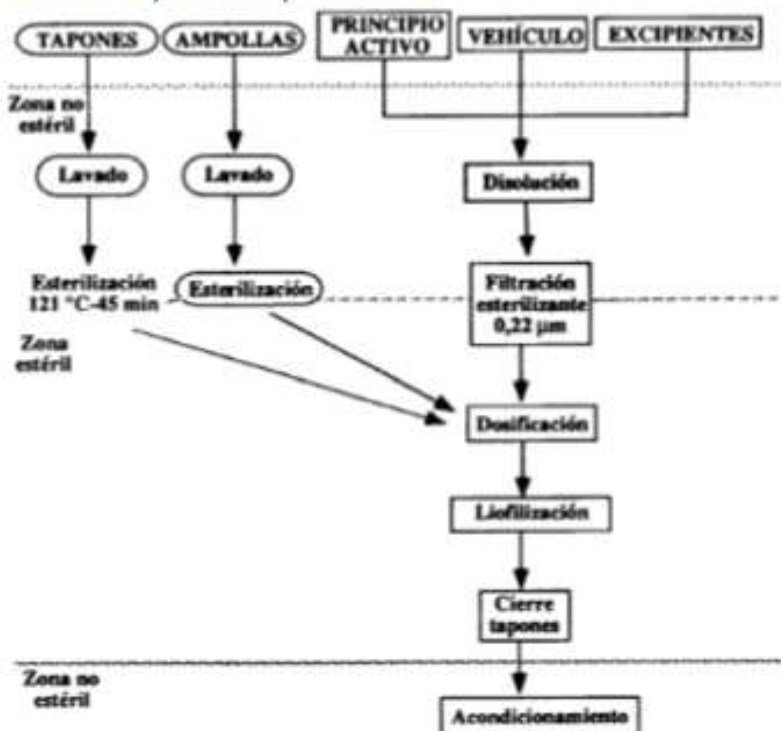 TAPONES
AMPOLLAS
PRINCIPIO
ACTIVO
VEHÍCULO
EXCIPIENTES
Zona no
estéril
Lavado
Lavado
Disolución
Esterilización
121 °C-45 min
Esterilización
Filtración
esterilizante
0,22 µm
Zona
estéril
Dosificación
Liofilización
Cierre
tapones
Zona no
estéril
Acondicionamiento